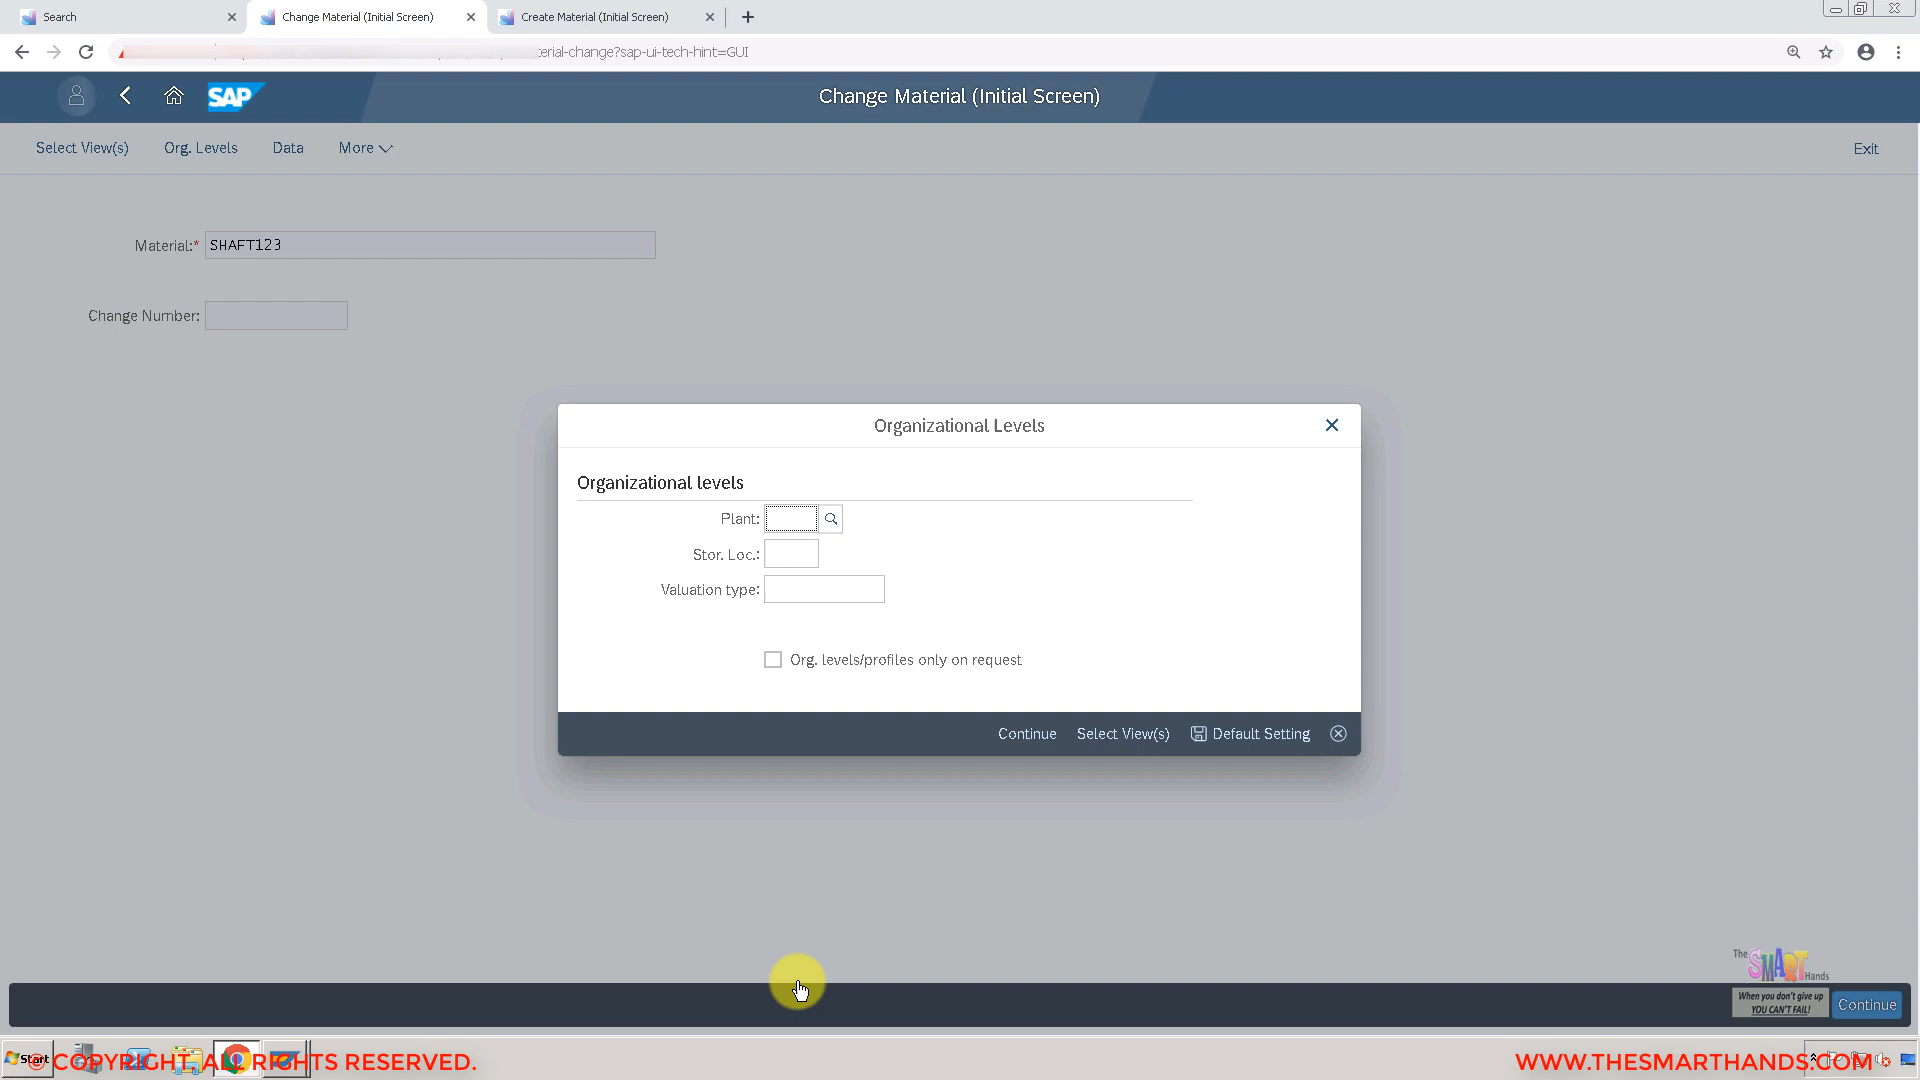 Search
Change Material (Initial Screen)
Create Material (Initial Screen)
erial-change?sap-ui-tech-hint=GUI
SAP
Change Material (Initial Screen)
Select View(s)
Org. Levels
Data
More
Exit
Material:*
SHAFT123
Change Number:
Organizational Levels
Organizational levels
Plant:
Stor. Loc.:
Valuation type:
Org. levels/profiles only on request
Continue
Select View(s)
Default Setting
The SMART Hands
When you don't give up
YOU CAN'T FAIL!
Continue
Start
© COPYRIGHT. ALL RIGHTS RESERVED.
WWW.THESMARTHANDS.COM